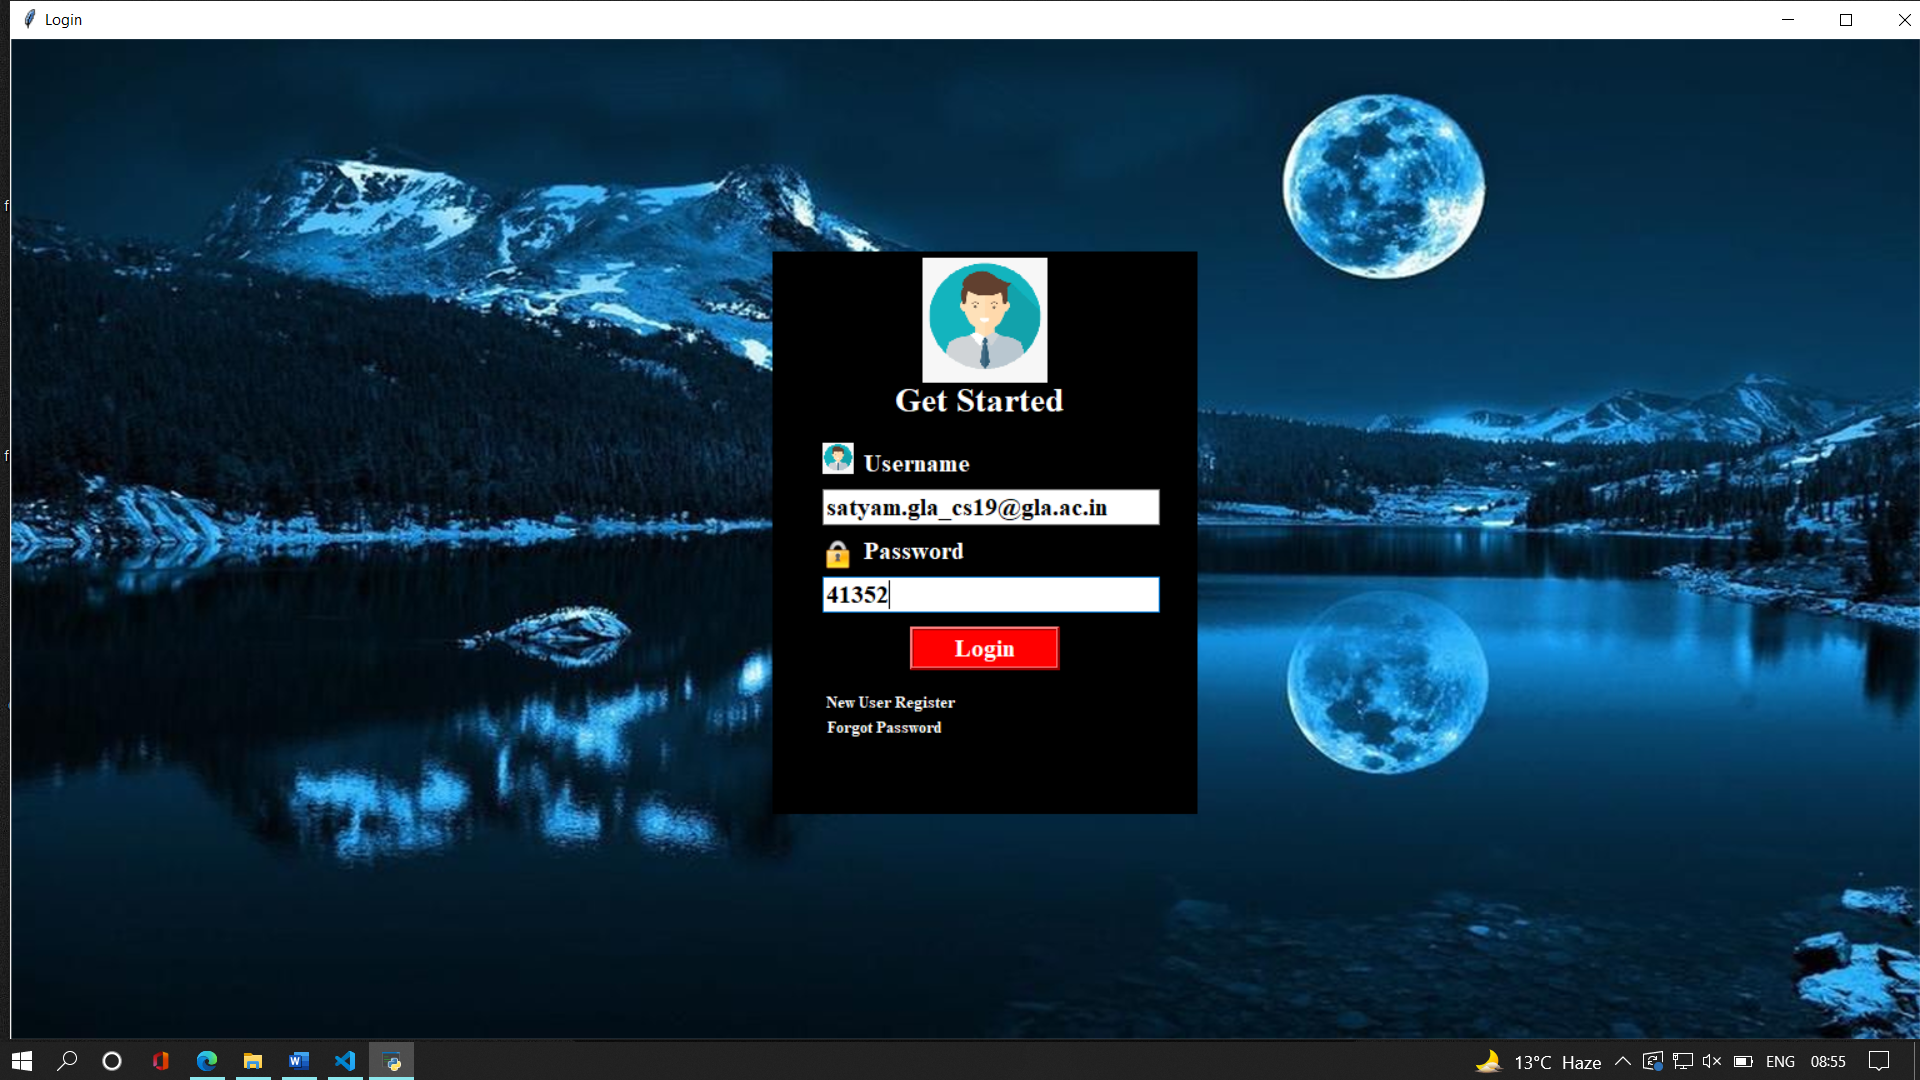 Login
f
f
Get Started
Username
satyam.gla_cs19@gla.ac.in
Password
41352
Login
New User Register
Forgot Password
13°C Haze
ENG
08:55